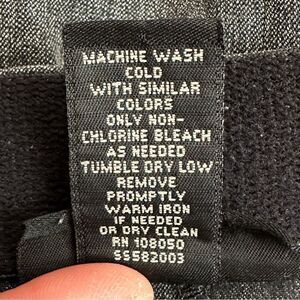 MACHINE WASH
COLD
WITH SIMILAR
COLORS
ONLY NON-
CHLORINE BLEACH
AS NEEDED
TUMBLE DRY LOW
REMOVE
PROMPTLY
WARM IRON
IF NEEDED
OR DRY CLEAN
RN 108050
SS582003